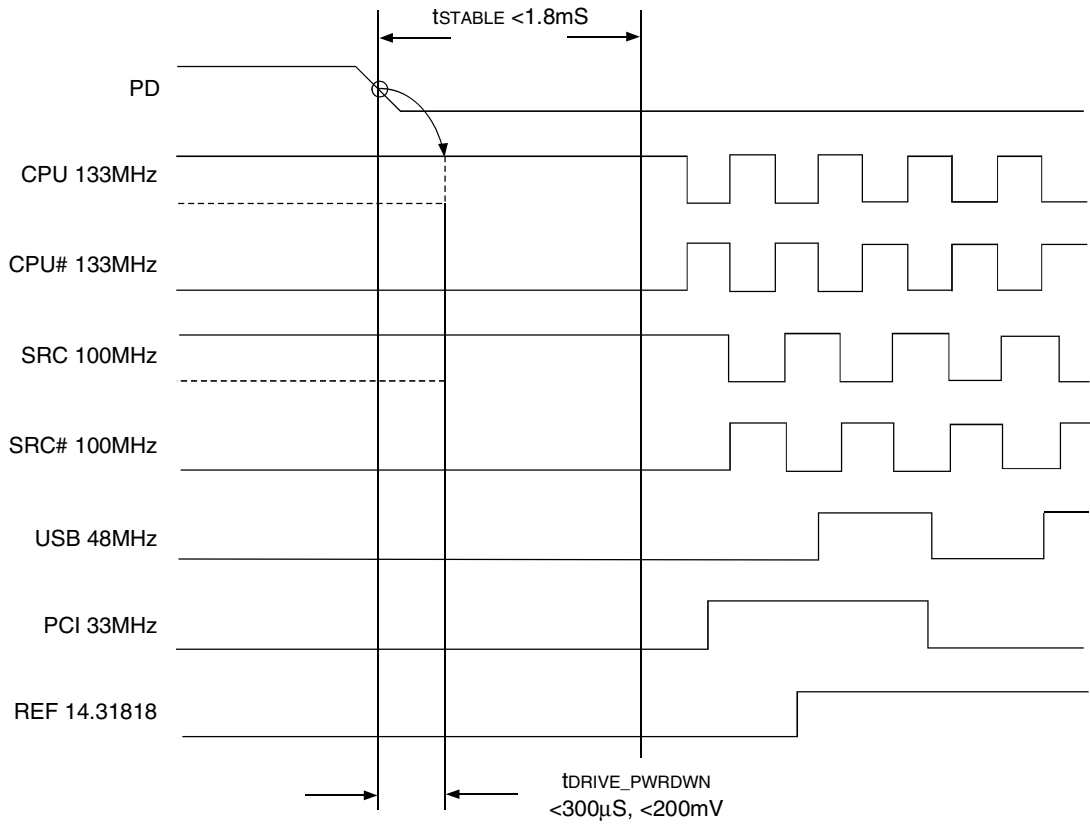 tSTABLE <1.8mS
PD
CPU 133MHz
CPU# 133MHz
SRC 100MHz
SRC# 100MHz
USB 48MHz
PCI 33MHz
REF 14.31818
tDRIVE_PWRDWN
<300µS, <200mV